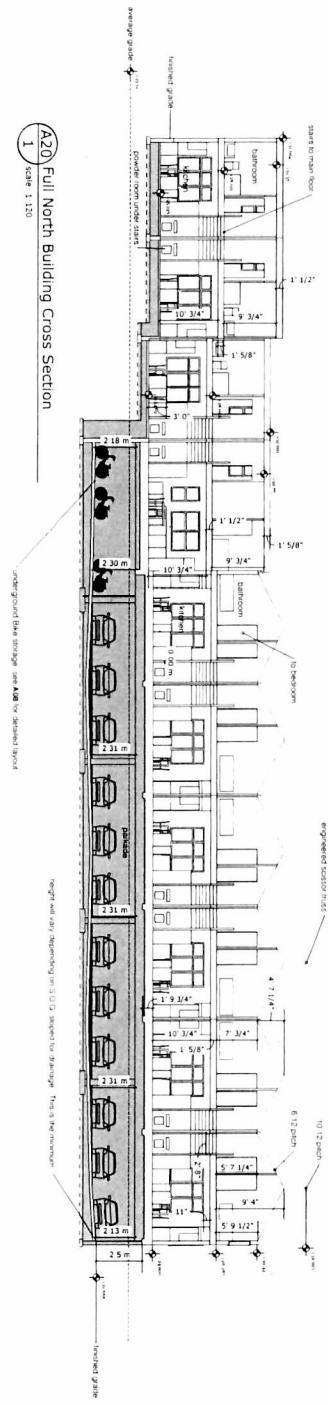 A20 Full North Building Cross Section
1
scale 1:120
average grade
finished grade
stairs to main floor
bathroom
kitchen
powder room under stairs
1' 1/2"
9' 3/4"
10' 3/4"
1' 5/8"
3' 0"
2.18 m
2.30 m
1' 1/2"
1' 5/8"
9' 3/4"
10' 3/4"
bathroom
to bedroom
kitchen
underground Bike storage see A08 for detailed layout
2.31 m
parkade
2.31 m
2.31 m
2.13 m
2.5 m
height will vary depending on S.O.G. sloped for drainage. This is the minimum
engineered scissor truss
4' 7 1/4"
1' 9 3/4"
10' 3/4"
7' 3/4"
1' 5/8"
5' 7 1/4"
9' 4"
5' 9 1/2"
6:12 pitch
10:12 pitch
finished grade